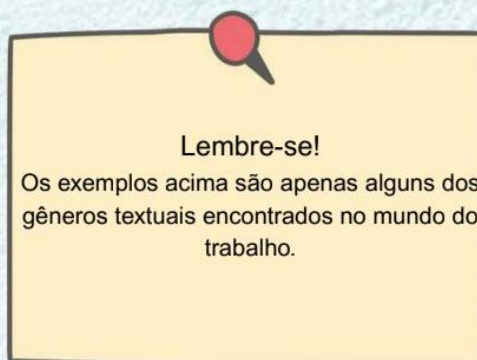 Lembre-se!
Os exemplos acima são apenas alguns dos
gêneros textuais encontrados no mundo do
trabalho.